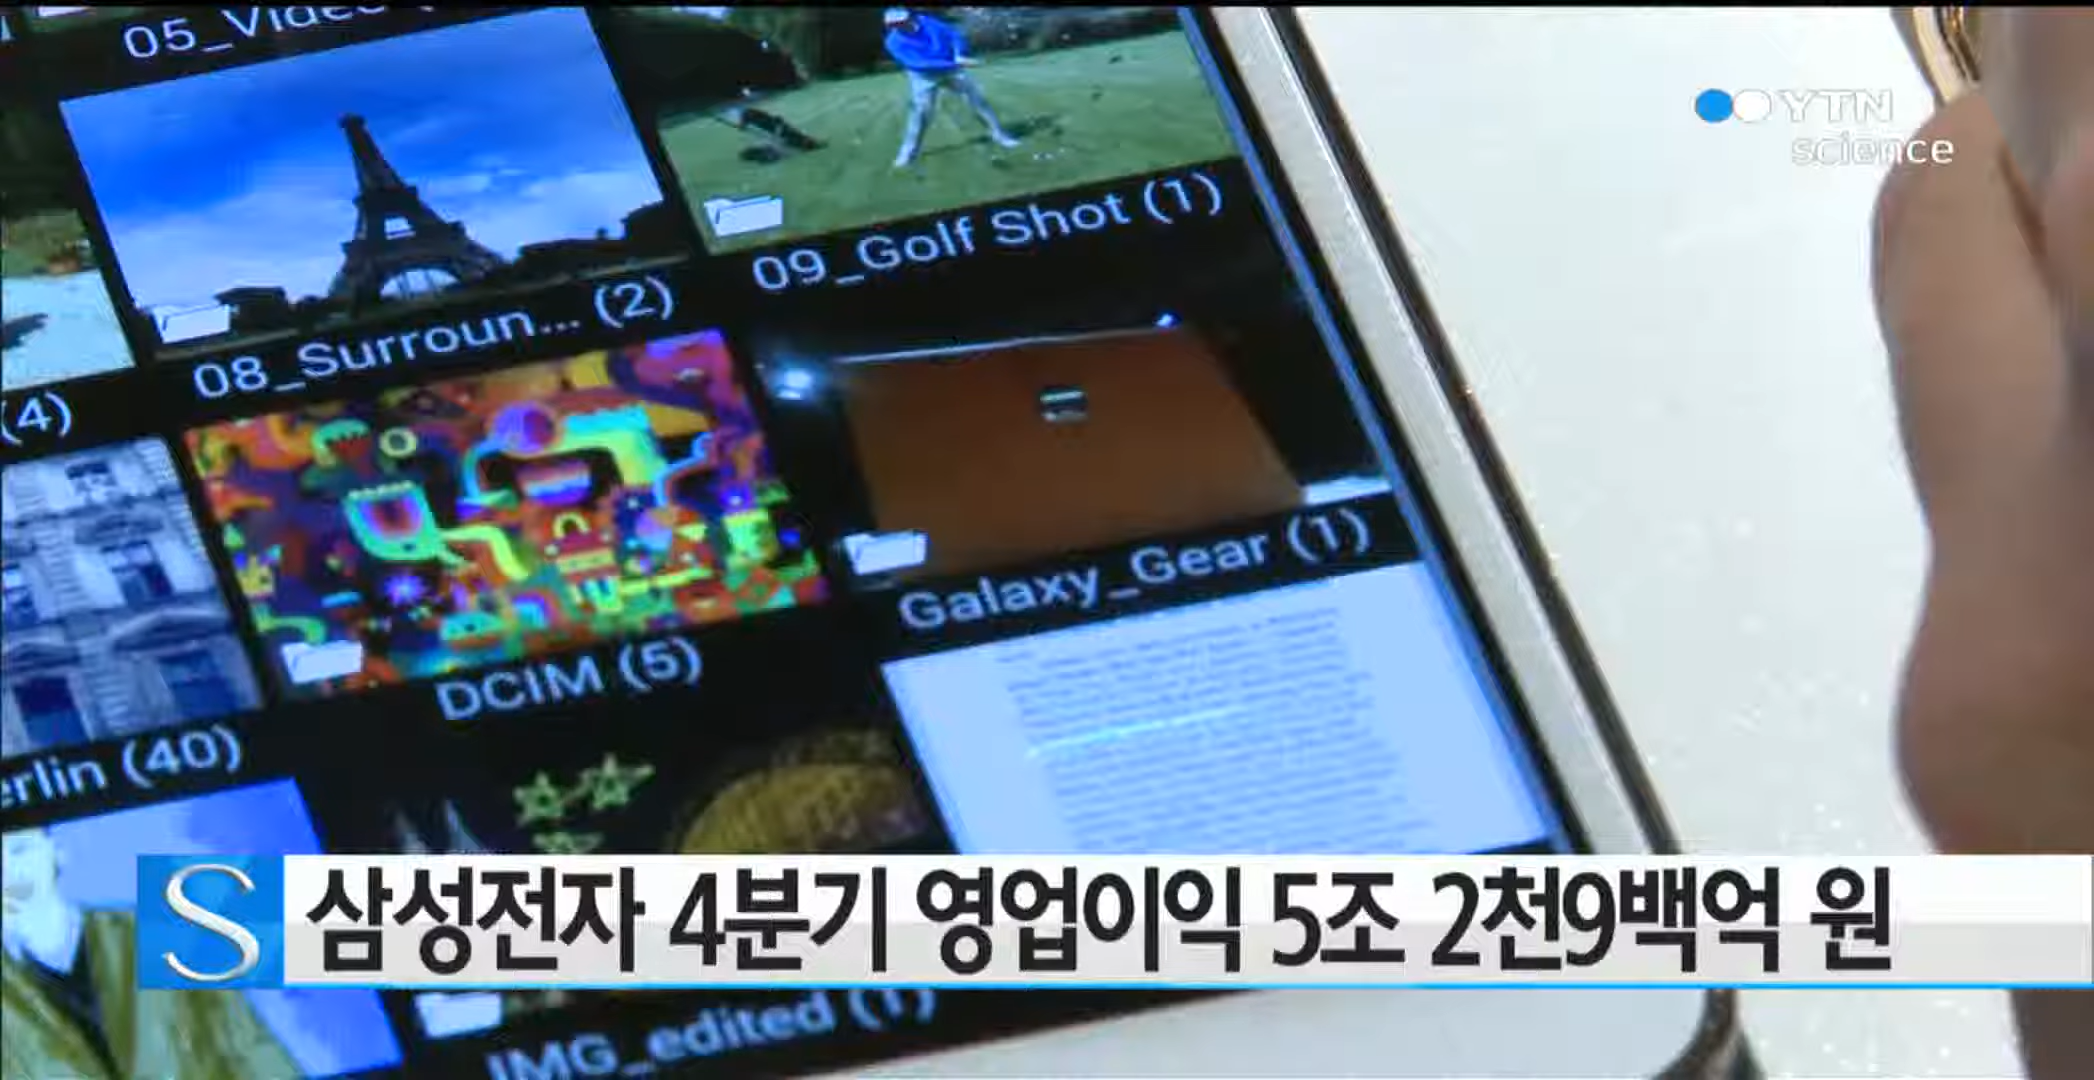 05_Video
YTN
science
09_Golf Shot (1)
08_Surroun... (2)
(4)
Galaxy_Gear (1)
DCIM (5)
erlin (40)
S 삼성전자 4분기 영업이익 5조 2천9백억 원
IMG_edited (1)